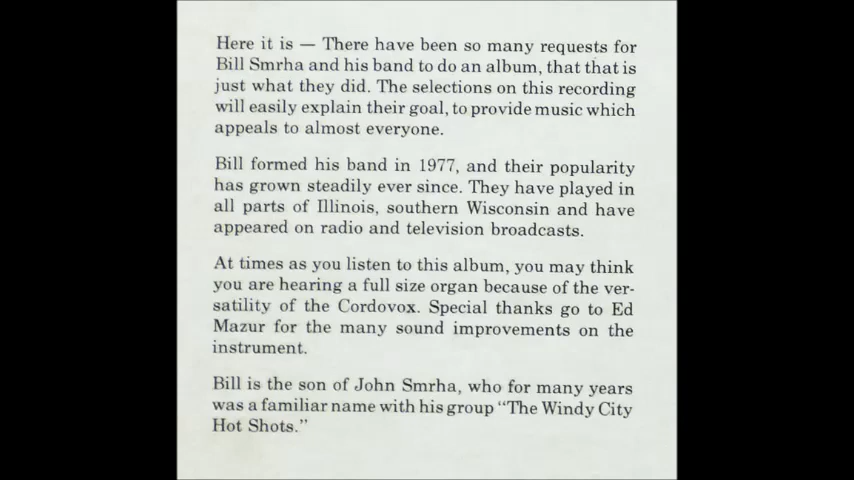 Here it is — There have been so many requests for
Bill Smrha and his band to do an album, that that is
just what they did. The selections on this recording
will easily explain their goal, to provide music which
appeals to almost everyone.
Bill formed his band in 1977, and their popularity
has grown steadily ever since. They have played in
all parts of Illinois, southern Wisconsin and have
appeared on radio and television broadcasts.
At times as you listen to this album, you may think
you are hearing a full size organ because of the ver-
satility of the Cordovox. Special thanks go to Ed
Mazur for the many sound improvements on the
instrument.
Bill is the son of John Smrha, who for many years
was a familiar name with his group "The Windy City
Hot Shots."